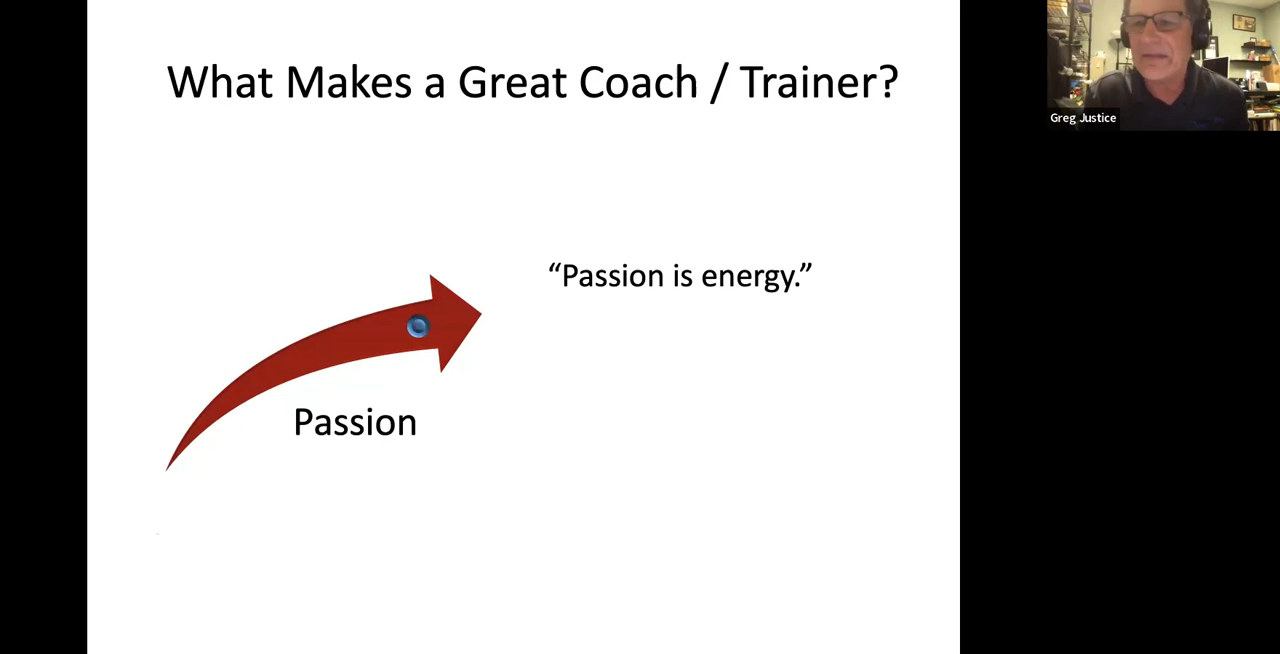 What Makes a Great Coach / Trainer?
Greg Justice
“Passion is energy.”
Passion